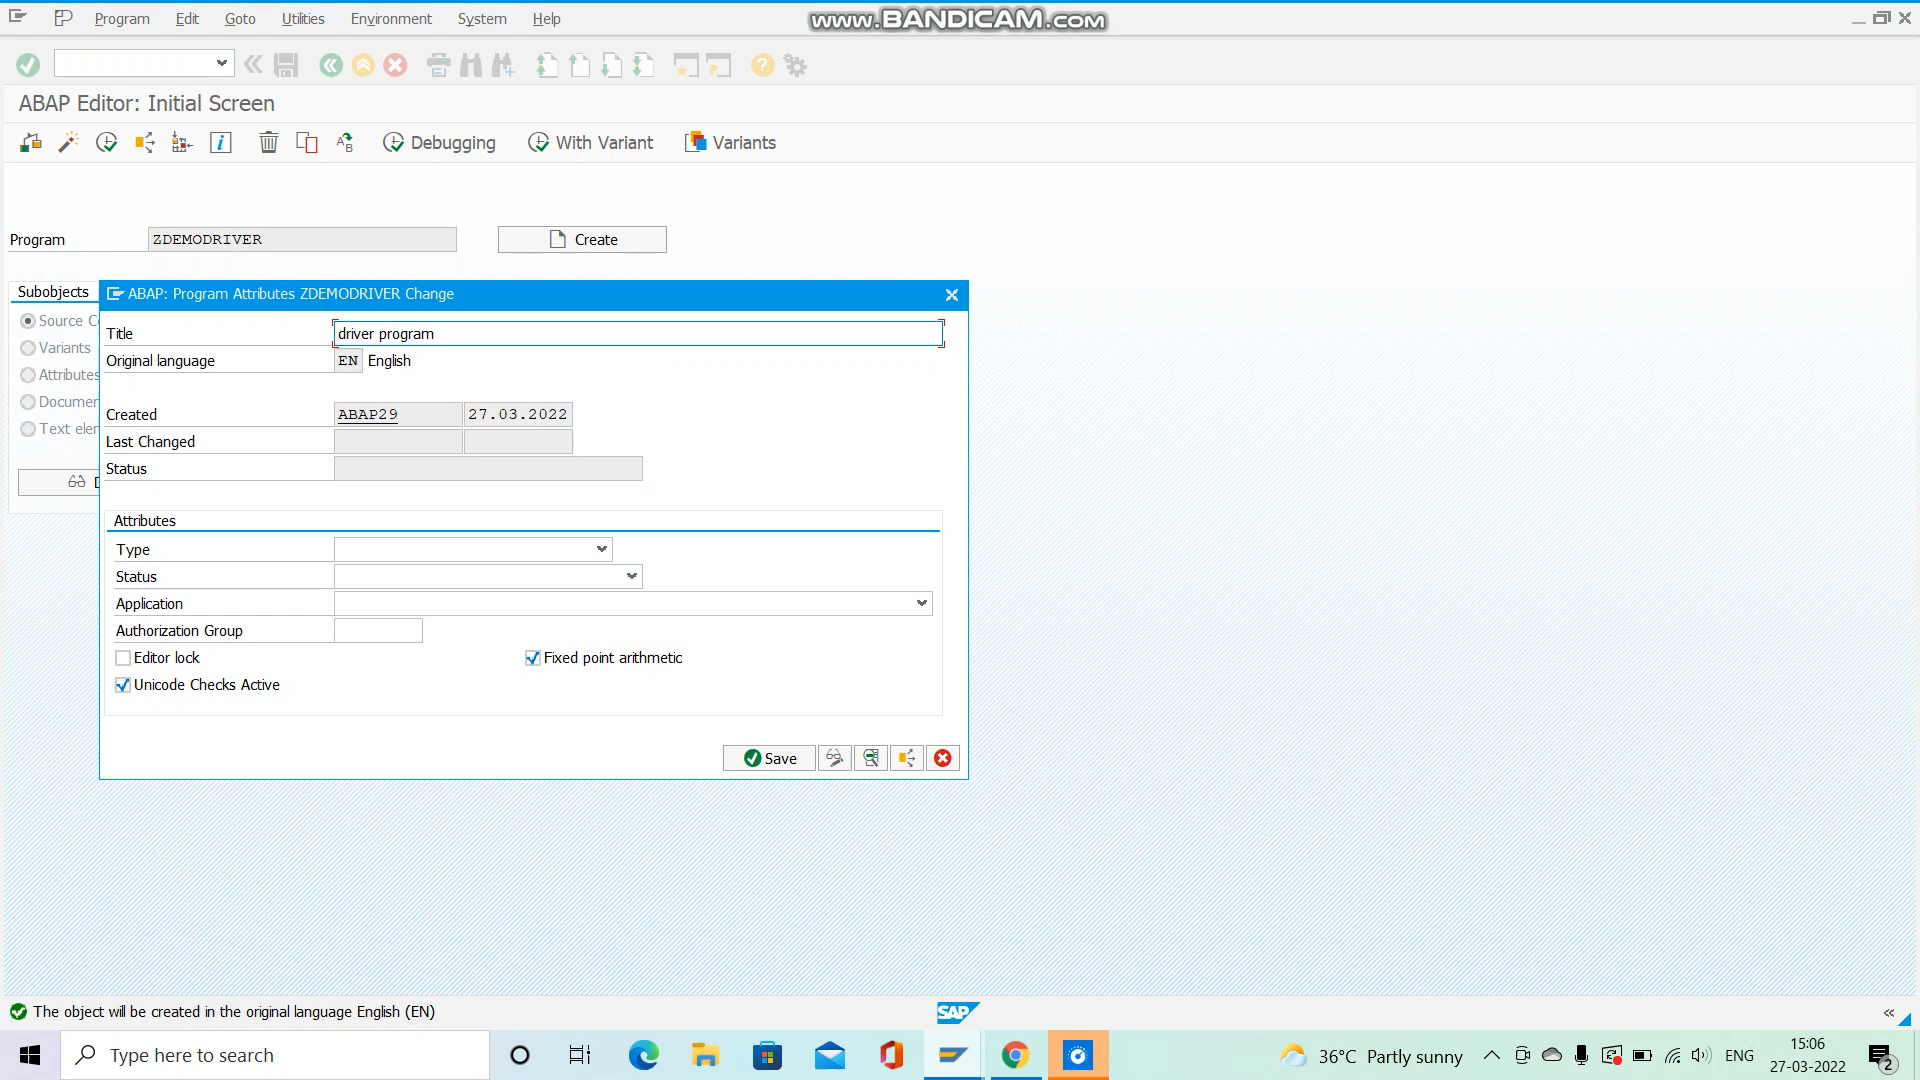 Program Edit Goto Utilities Environment System Help
www.BANDICAM.com
ABAP Editor: Initial Screen
Debugging With Variant Variants
Program ZDEMODRIVER Create
Subobjects
Source C
Variants
Attributes
Documen
Text eler
D
ABAP: Program Attributes ZDEMODRIVER Change
Title driver program
Original language EN English
Created ABAP29 27.03.2022
Last Changed
Status
Attributes
Type
Status
Application
Authorization Group
Editor lock Fixed point arithmetic
Unicode Checks Active
Save
The object will be created in the original language English (EN)
SAP
Type here to search
36°C Partly sunny ENG 15:06
27-03-2022
2